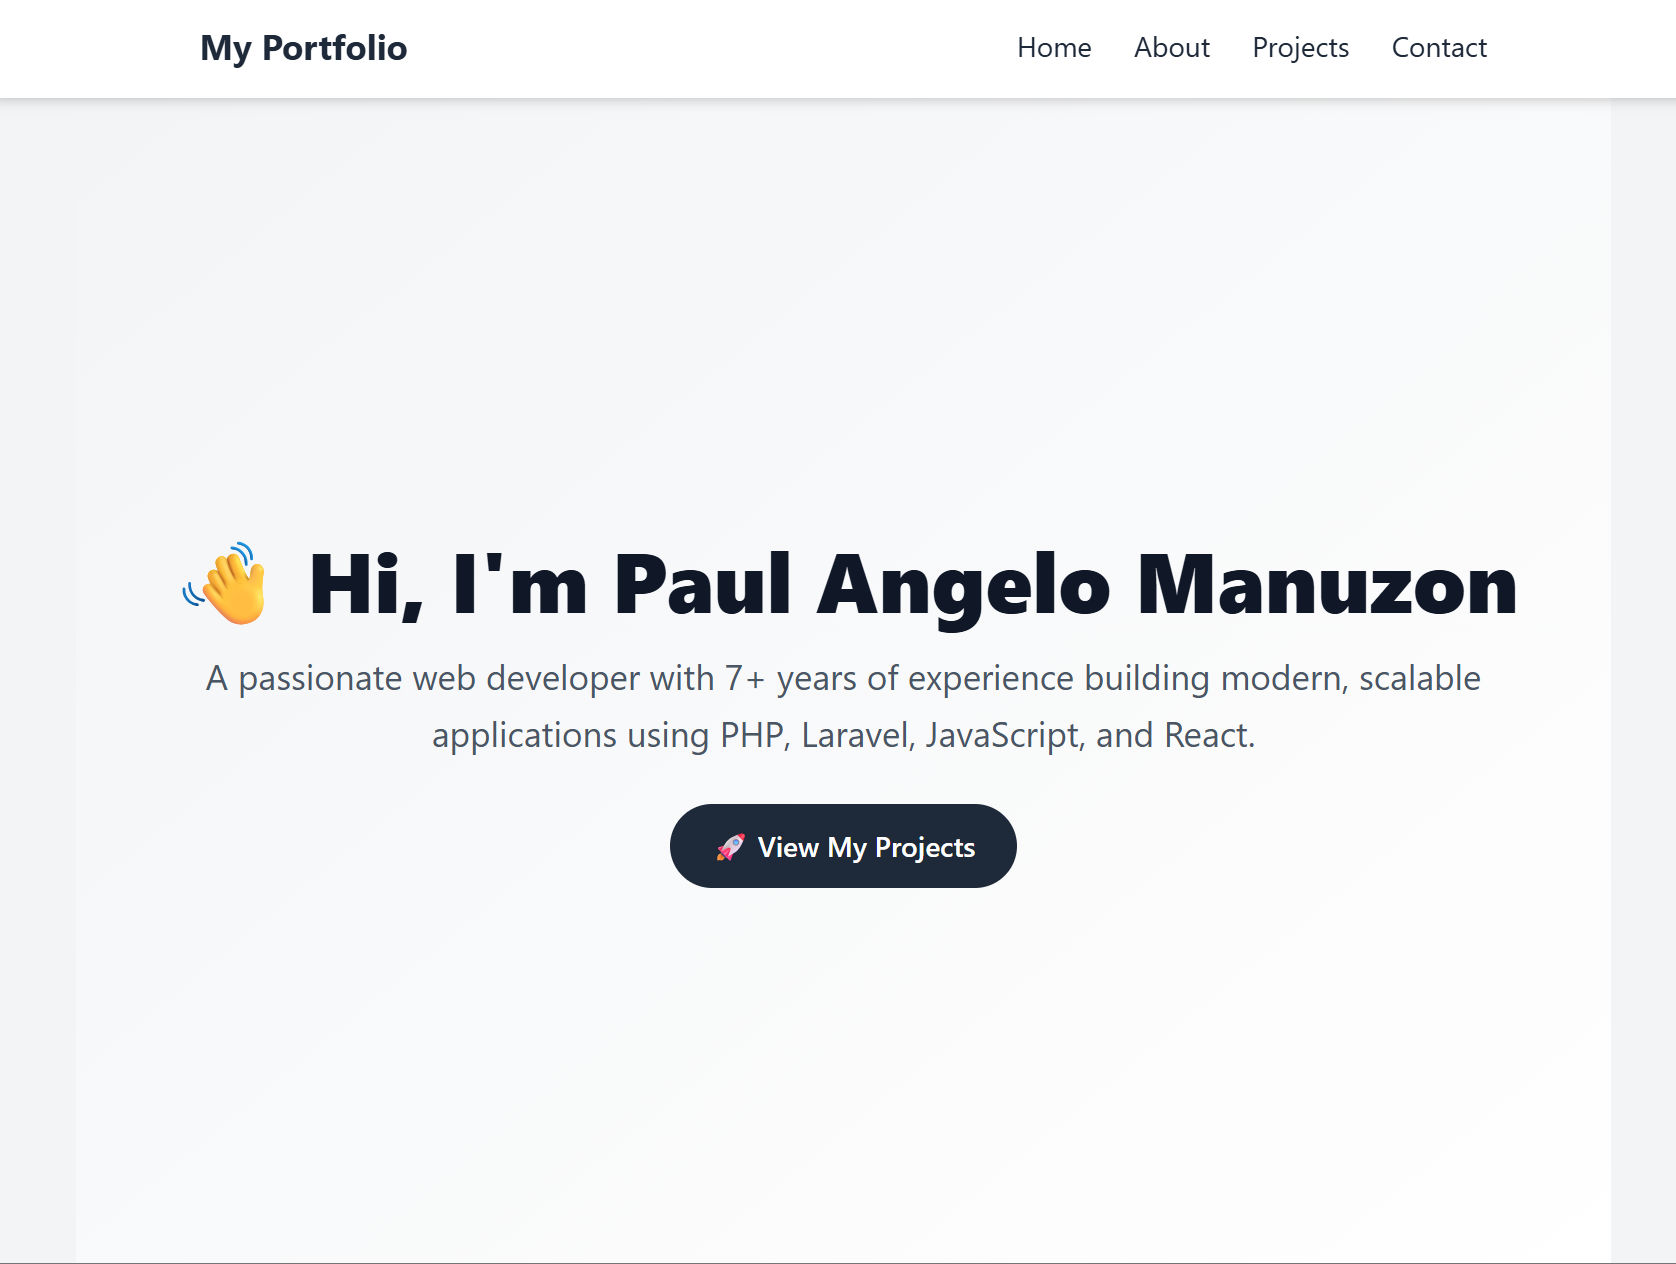 My Portfolio
Home About Projects Contact
👋 Hi, I'm Paul Angelo Manuzon
A passionate web developer with 7+ years of experience building modern, scalable
applications using PHP, Laravel, JavaScript, and React.
🚀 View My Projects